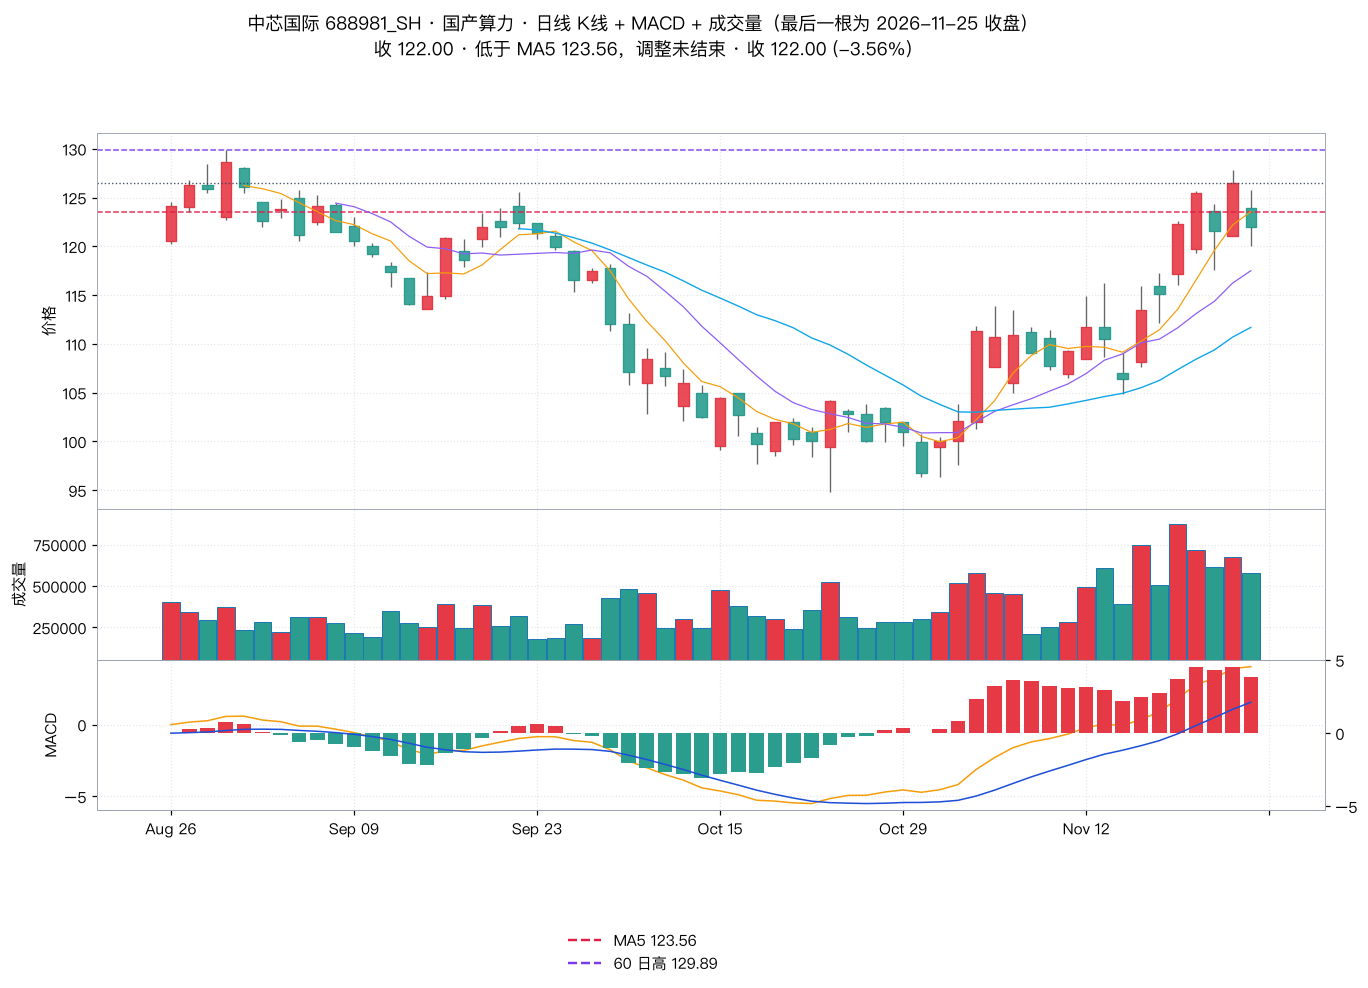 中芯国际 688981_SH · 国产算力 · 日线 K线 + MACD + 成交量（最后一根为 2026-11-25 收盘）
收 122.00 · 低于 MA5 123.56，调整未结束 · 收 122.00 (−3.56%)
130
125
120
115
110
105
100
95
价格
750000
500000
250000
成交量
5
0
−5
0
−5
MACD
Aug 26
Sep 09
Sep 23
Oct 15
Oct 29
Nov 12
MA5 123.56
60 日高 129.89